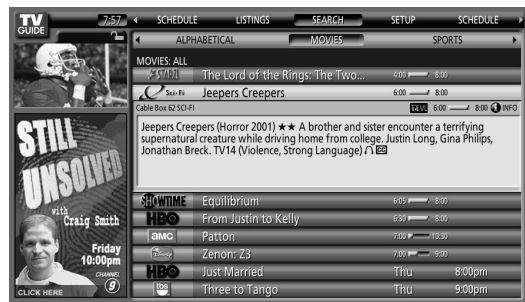 TV GUIDE
7:57
SCHEDULE LISTINGS SEARCH SETUP SCHEDULE
ALPHABETICAL MOVIES SPORTS
MOVIES: ALL
STARZ! The Lord of the Rings: The Two... 4:00 8:00
Sci-Fi Jeepers Creepers 6:00 8:00
Cable Box 62 SCI-FI 14 VL 6:00 8:00 INFO
Jeepers Creepers (Horror 2001) ★★ A brother and sister encounter a terrifying
supernatural creature while driving home from college. Justin Long, Gina Philips,
Jonathan Breck. TV14 (Violence, Strong Language) CC
SHOWTIME Equilibrium 6:05 8:00
HBO From Justin to Kelly 6:30 8:00
amc Patton 7:00 10:30
Disney Zenon: Z3 7:00 9:00
HBO Just Married Thu 8:00pm
tbs Three to Tango Thu 9:00pm
STILL
UNSOLVED
with
Craig Smith
Friday
10:00pm
CHANNEL
9
CLICK HERE